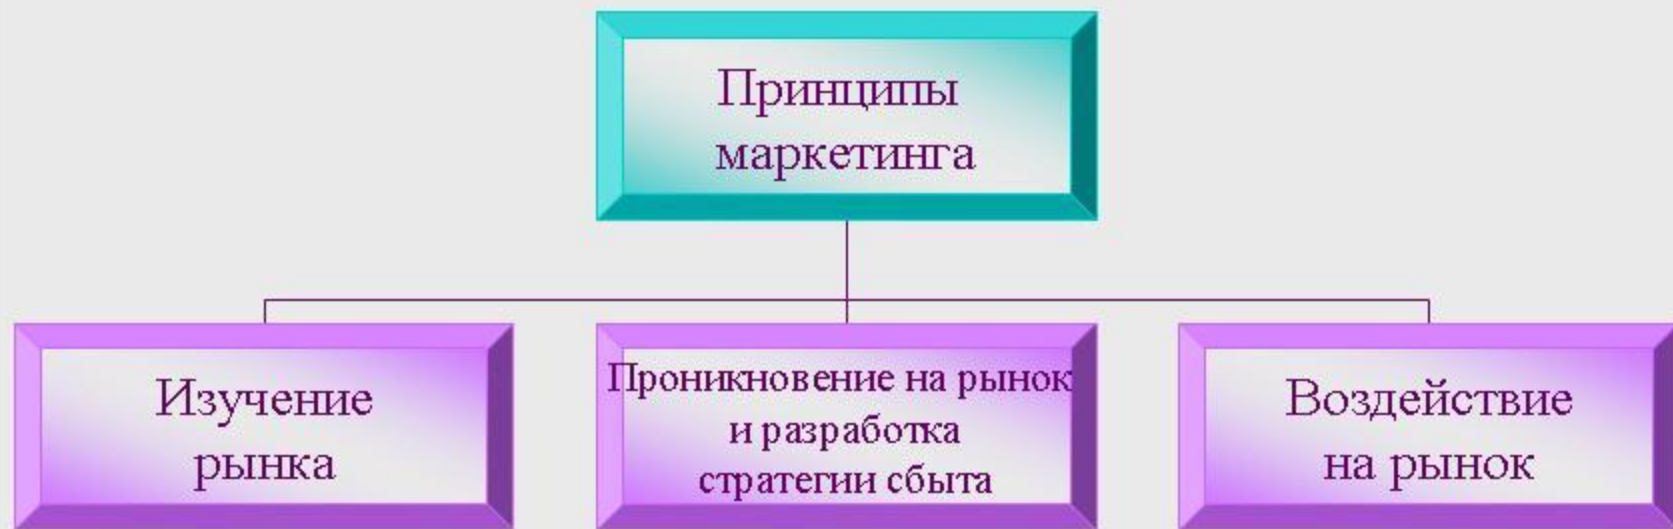 Принципы
маркетинга
Изучение
рынка
Проникновение на рынок
и разработка
стратегии сбыта
Воздействие
на рынок